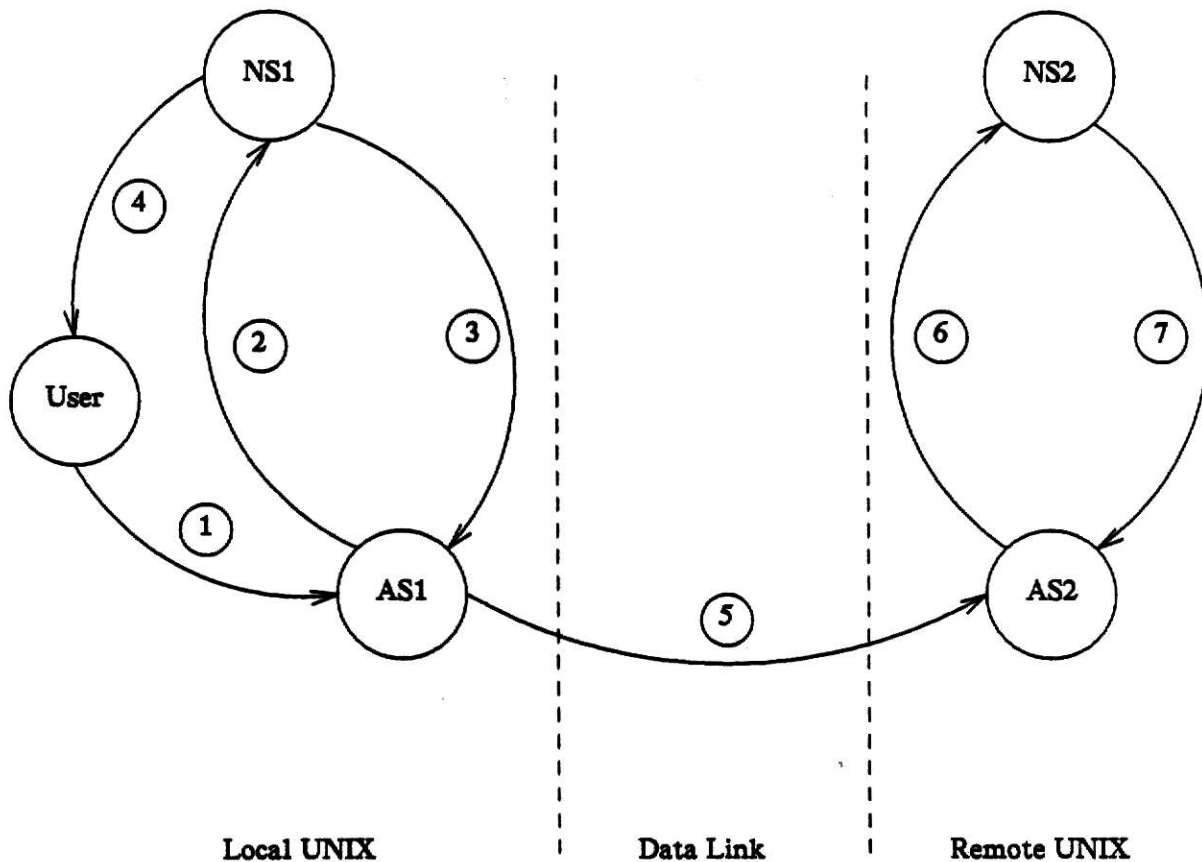 NS1
NS2
4
2
3
6
7
User
1
AS1
5
AS2
Local UNIX
Data Link
Remote UNIX